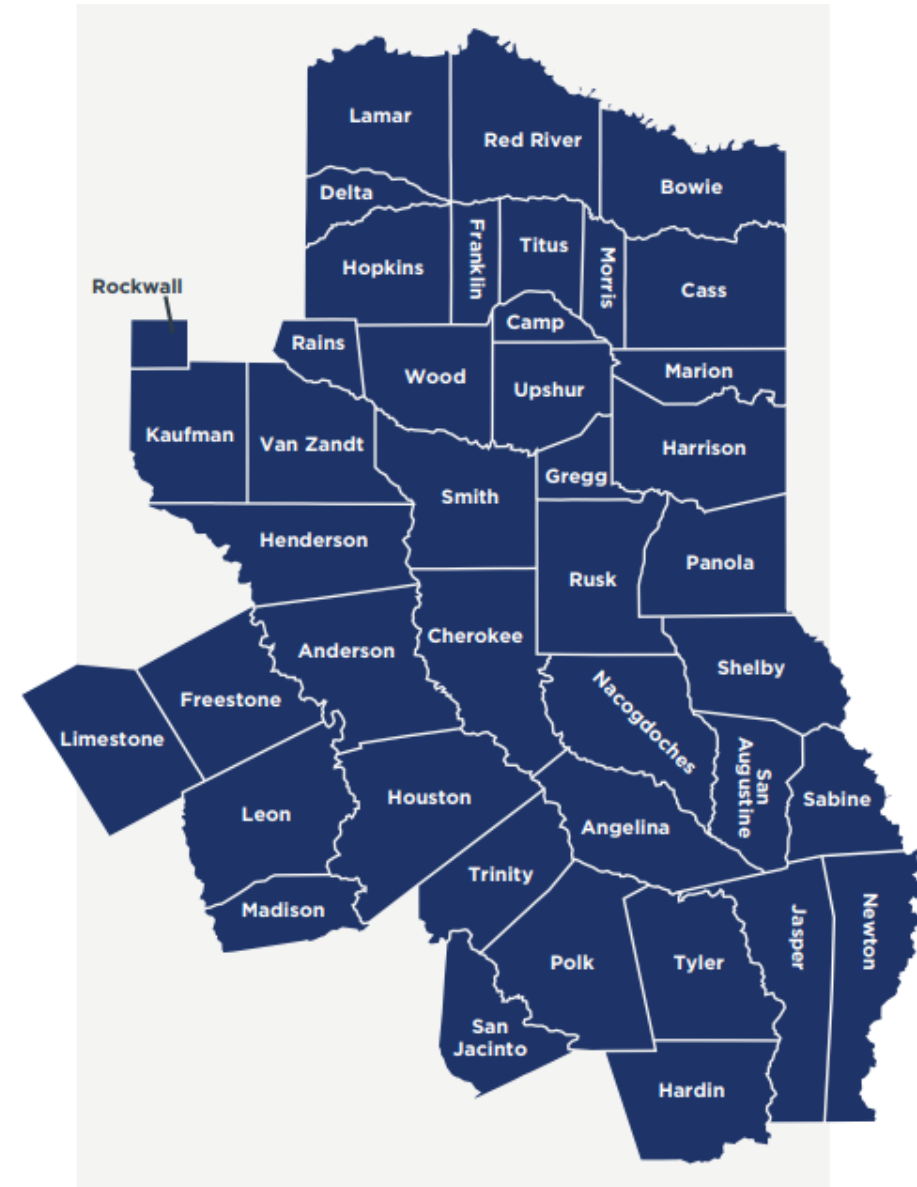 Lamar
Red River
Bowie
Delta
Hopkins
Franklin
Titus
Morris
Cass
Rockwall
Rains
Camp
Wood
Upshur
Marion
Kaufman
Van Zandt
Harrison
Smith
Gregg
Henderson
Rusk
Panola
Anderson
Cherokee
Shelby
Freestone
Nacogdoches
Limestone
San
Augustine
Sabine
Leon
Houston
Angelina
Trinity
Madison
Polk
Tyler
Jasper
Newton
San
Jacinto
Hardin